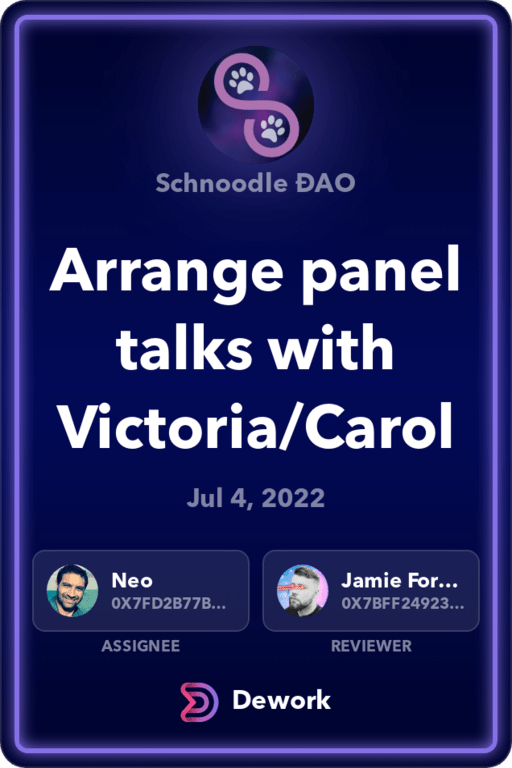 Schnoodle ĐAO
Arrange panel
talks with
Victoria/Carol
Jul 4, 2022
Neo
0X7FD2B77B...
ASSIGNEE
Jamie For...
0X7BFF24923...
REVIEWER
Dework